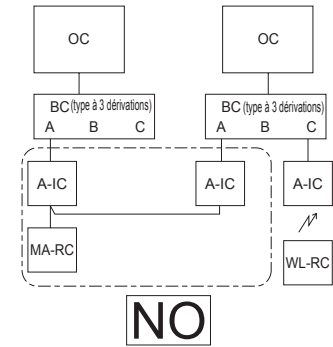 OC OC
BC (type à 3 dérivations) BC (type à 3 dérivations)
A B C A B C
A-IC A-IC A-IC
MA-RC WL-RC
NO